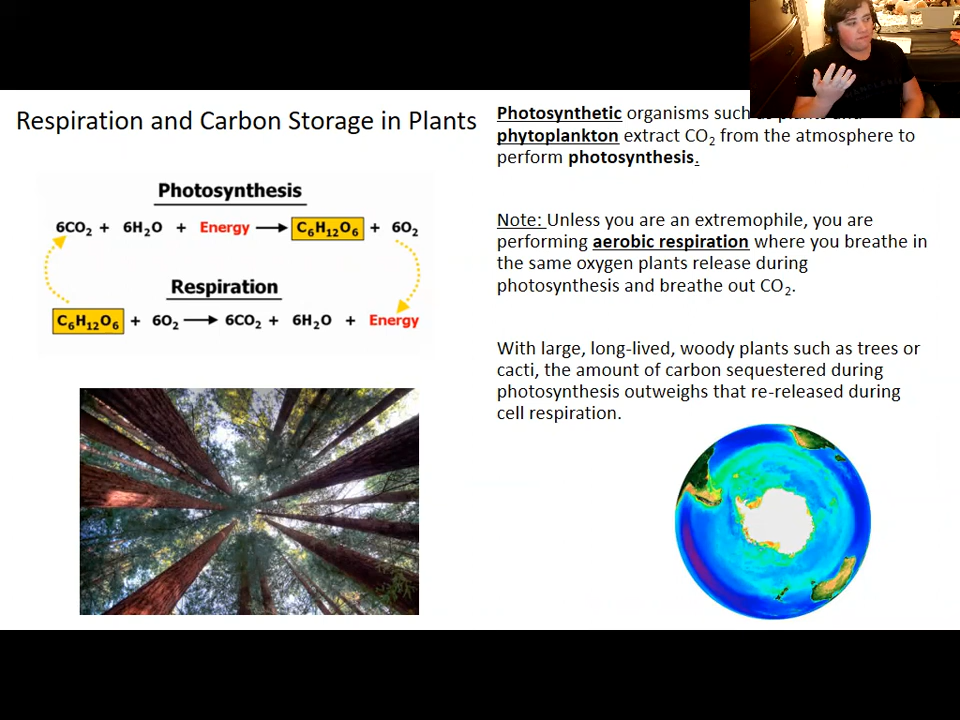 Respiration and Carbon Storage in Plants
Photosynthesis
6CO₂ + 6H₂O + Energy → C₆H₁₂O₆ + 6O₂
Respiration
C₆H₁₂O₆ + 6O₂ → 6CO₂ + 6H₂O + Energy
Photosynthetic organisms such
phytoplankton extract CO₂ from the atmosphere to
perform photosynthesis.
Note: Unless you are an extremophile, you are
performing aerobic respiration where you breathe in
the same oxygen plants release during
photosynthesis and breathe out CO₂.
With large, long-lived, woody plants such as trees or
cacti, the amount of carbon sequestered during
photosynthesis outweighs that re-released during
cell respiration.